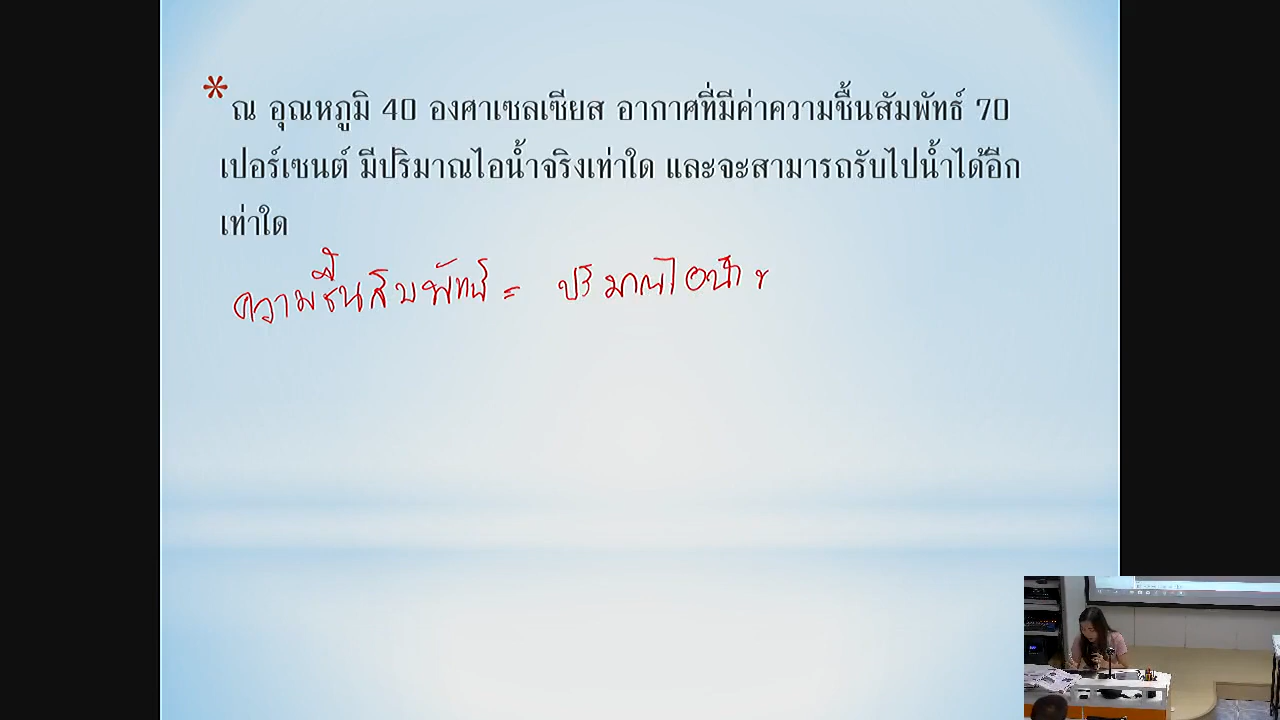 * ณ อุณหภูมิ 40 องศาเซลเซียส อากาศที่มีค่าความชื้นสัมพัทธ์ 70
เปอร์เซนต์ มีปริมาณไอน้ำจริงเท่าใด และจะสามารถรับไปน้ำได้อีก
เท่าใด
ความชื้นสัมพัทธ์ = ปริมาณไอน้ำ